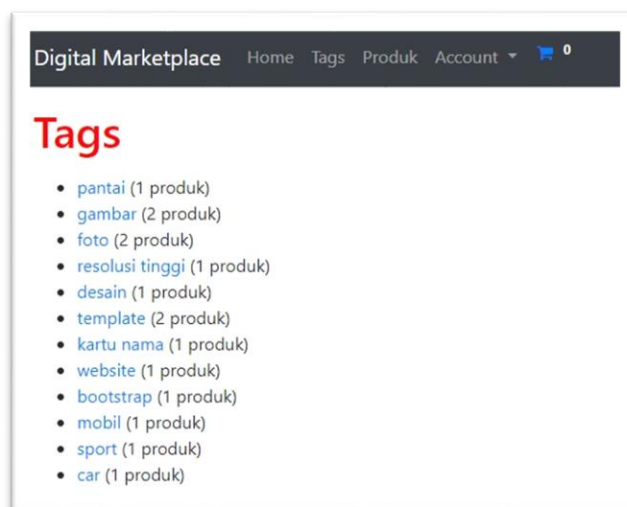 Digital Marketplace Home Tags Produk Account 0
Tags
pantai (1 produk)
gambar (2 produk)
foto (2 produk)
resolusi tinggi (1 produk)
desain (1 produk)
template (2 produk)
kartu nama (1 produk)
website (1 produk)
bootstrap (1 produk)
mobil (1 produk)
sport (1 produk)
car (1 produk)